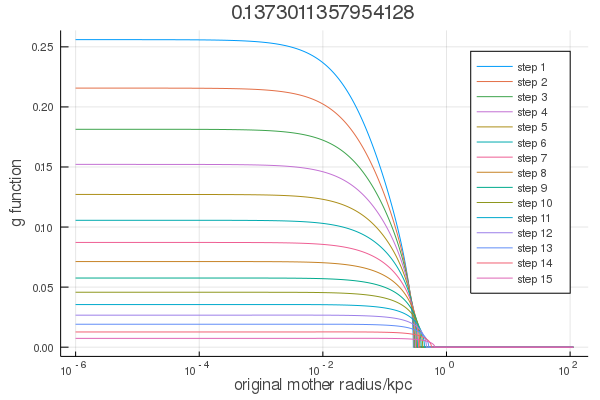 0.1373011357954128
g function
0.25
0.20
0.15
0.10
0.05
0.00
step 1
step 2
step 3
step 4
step 5
step 6
step 7
step 8
step 9
step 10
step 11
step 12
step 13
step 14
step 15
10^-6 10^-4 10^-2 10^0 10^2
original mother radius/kpc